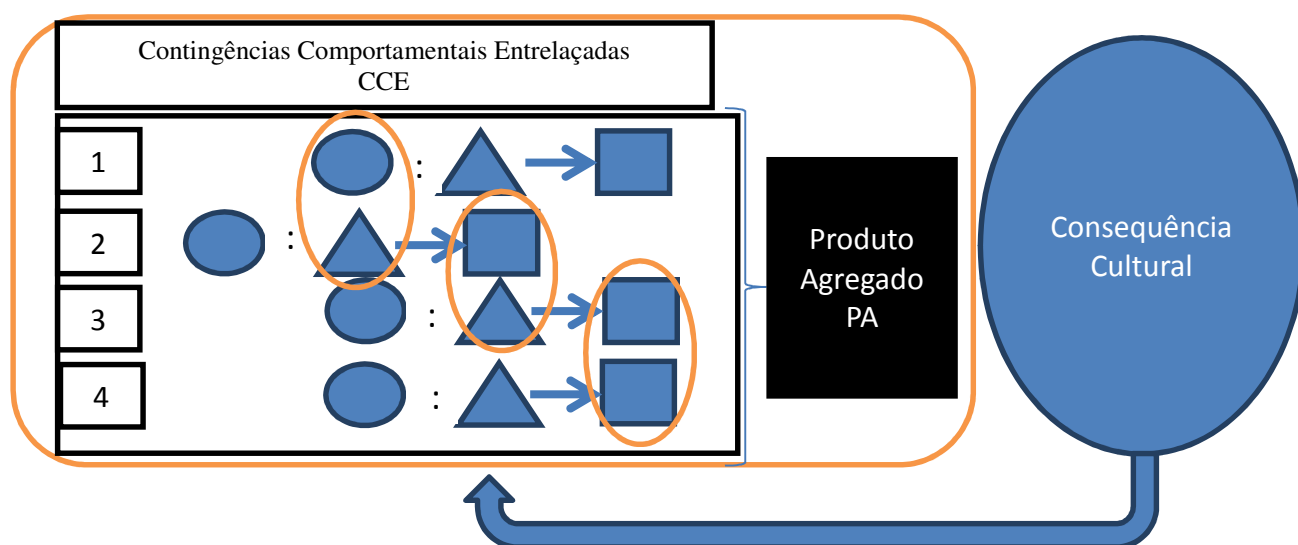 Contingências Comportamentais Entrelaçadas
CCE
1
:
2
:
3
:
4
:
Produto
Agregado
PA
Consequência
Cultural